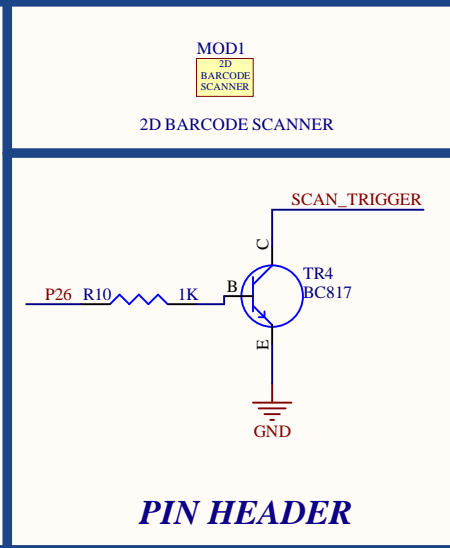 MOD1
2D
BARCODE
SCANNER
2D BARCODE SCANNER
SCAN_TRIGGER
C
TR4
BC817
B
P26 R10 1K
E
GND
PIN HEADER